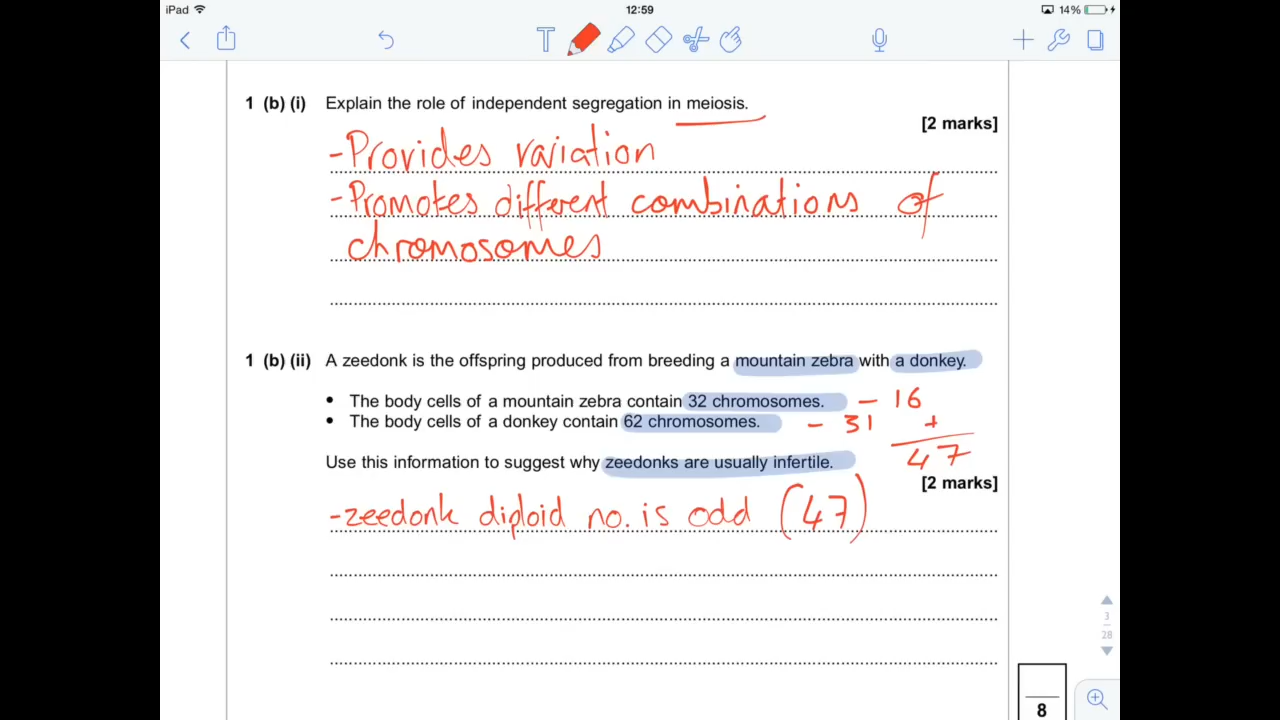 iPad 12:59 14%
T
1 (b) (i) Explain the role of independent segregation in meiosis.
[2 marks]
-Provides variation
-Promotes different combinations of
chromosomes
1 (b) (ii) A zeedonk is the offspring produced from breeding a mountain zebra with a donkey.
• The body cells of a mountain zebra contain 32 chromosomes. - 16
• The body cells of a donkey contain 62 chromosomes. - 31 +
47
Use this information to suggest why zeedonks are usually infertile.
[2 marks]
-zeedonk diploid no. is odd (47)
3
28
8